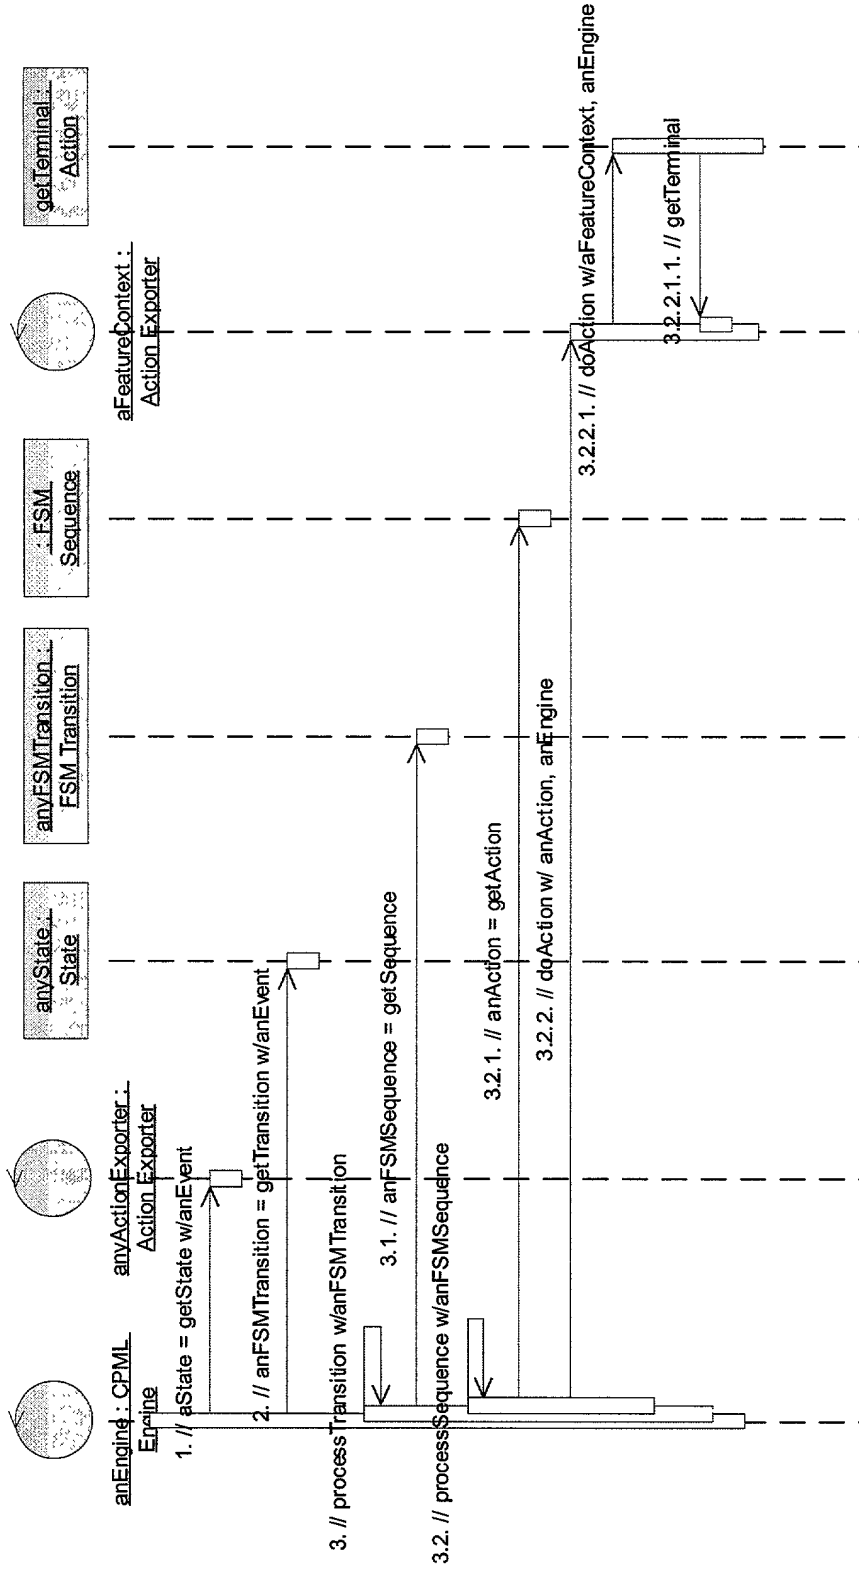 anEngine : CPML
Engine
anyActionExporter :
Action Exporter
anyState :
State
anyFSMTransition :
FSM Transition
: FSM
Sequence
aFeatureContext :
Action Exporter
getTerminal :
Action
1. // aState = getState w/anEvent
2. // anFSMTransition = getTransition w/anEvent
3. // processTransition w/anFSMTransition
3.1. // anFSMSequence = getSequence
3.2. // processSequence w/anFSMSequence
3.2.1. // anAction = getAction
3.2.2. // doAction w/ anAction, anEngine
3.2.2.1. // doAction w/aFeatureContext, anEngine
3.2.2.1.1. // getTerminal